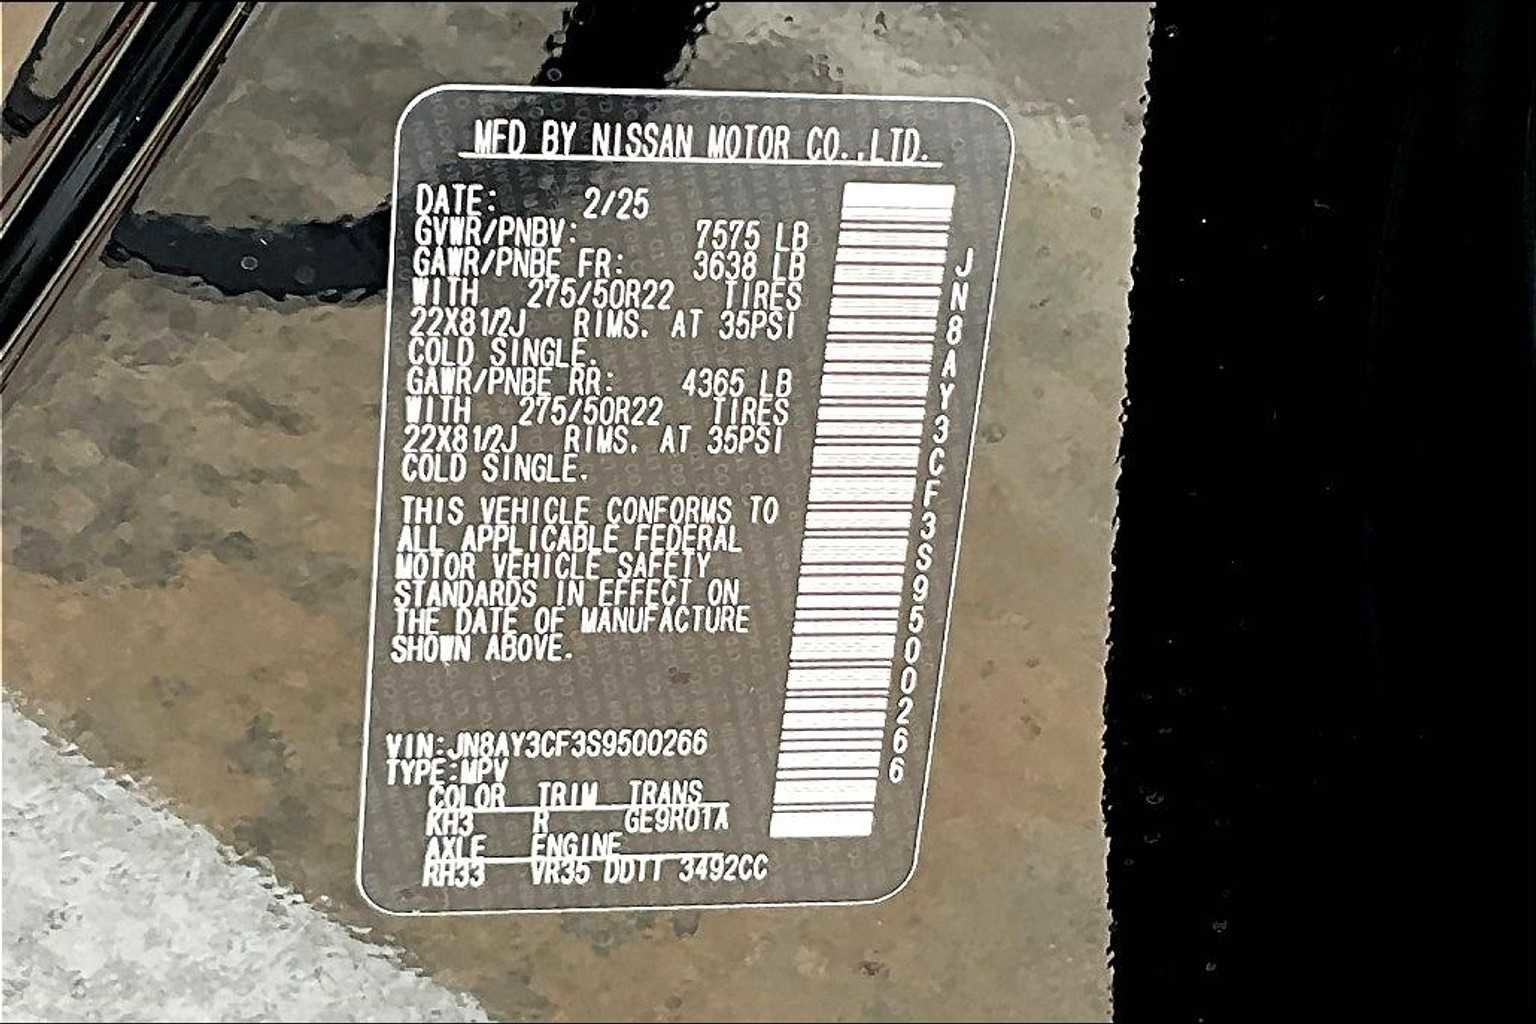 MFD BY NISSAN MOTOR CO.,LTD.
DATE: 2/25
GVWR/PNBV: 7575 LB
GAWR/PNBE FR: 3638 LB
WITH 275/50R22 TIRES
22X81/2J RIMS. AT 35PSI
COLD SINGLE.
GAWR/PNBE RR: 4365 LB
WITH 275/50R22 TIRES
22X81/2J RIMS. AT 35PSI
COLD SINGLE.
THIS VEHICLE CONFORMS TO
ALL APPLICABLE FEDERAL
MOTOR VEHICLE SAFETY
STANDARDS IN EFFECT ON
THE DATE OF MANUFACTURE
SHOWN ABOVE.
VIN:JN8AY3CF3S9500266
TYPE:MPV
COLOR TRIM TRANS
KH3 R GE9R01A
AXLE ENGINE
RH33 VR35 DDTT 3492CC
JN8AY3CF3S9500266